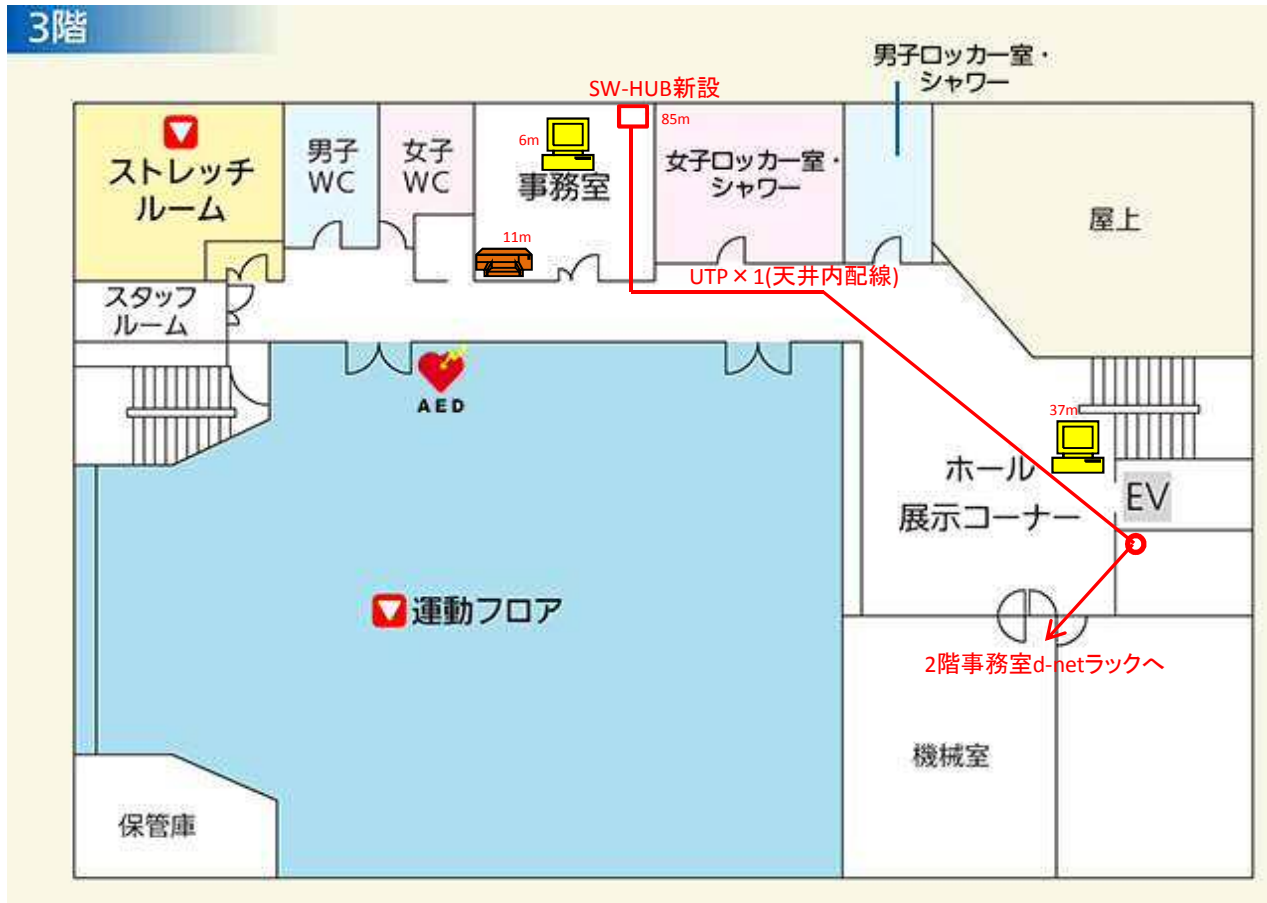 3階
男子ロッカー室・
シャワー
SW-HUB新設
85m
6m
ストレッチ
ルーム
男子
WC
女子
WC
事務室
女子ロッカー室・
シャワー
屋上
11m
UTP×1(天井内配線)
スタッフ
ルーム
AED
37m
ホール
展示コーナー
EV
運動フロア
2階事務室d-netラックへ
機械室
保管庫